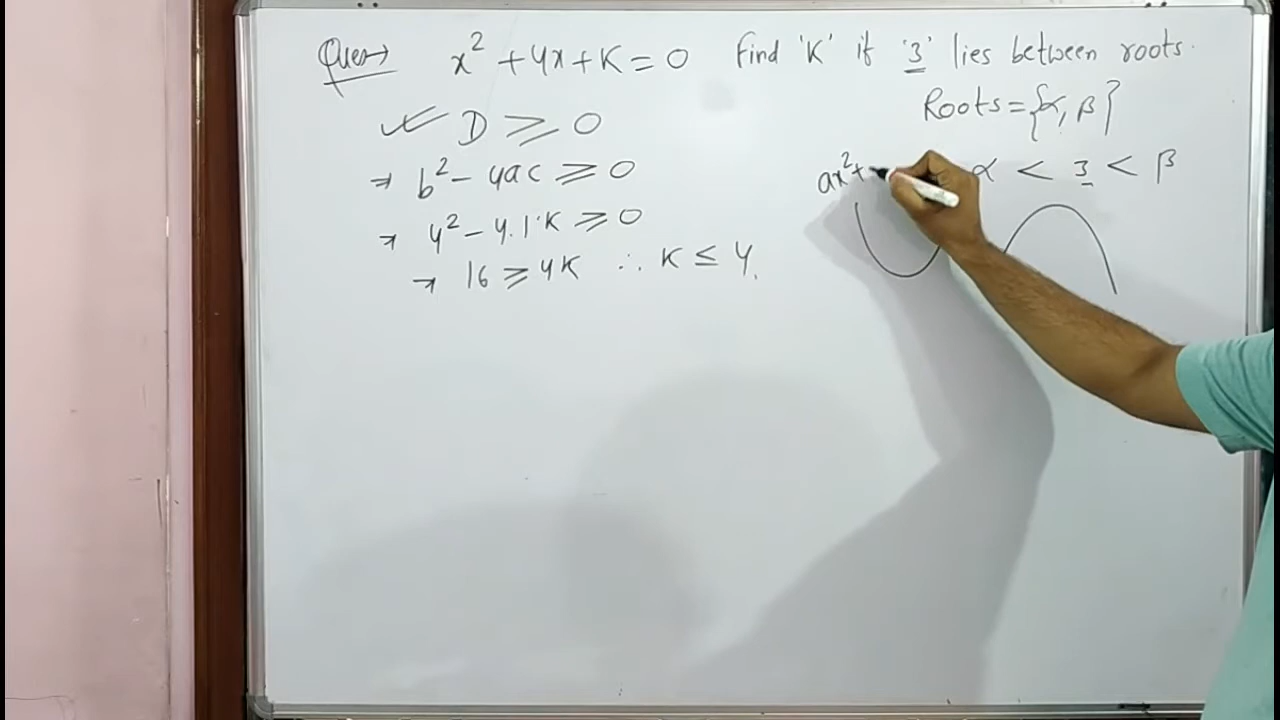 Ques→ x² + 4x + K = 0 Find 'K' if '3' lies between roots.
Roots = {α, β}
✓ D ≥ 0
⇒ b² - 4ac ≥ 0
ax² + α < 3 < β
⇒ 4² - 4.1.K ≥ 0
⇒ 16 ≥ 4K ∴ K ≤ 4.